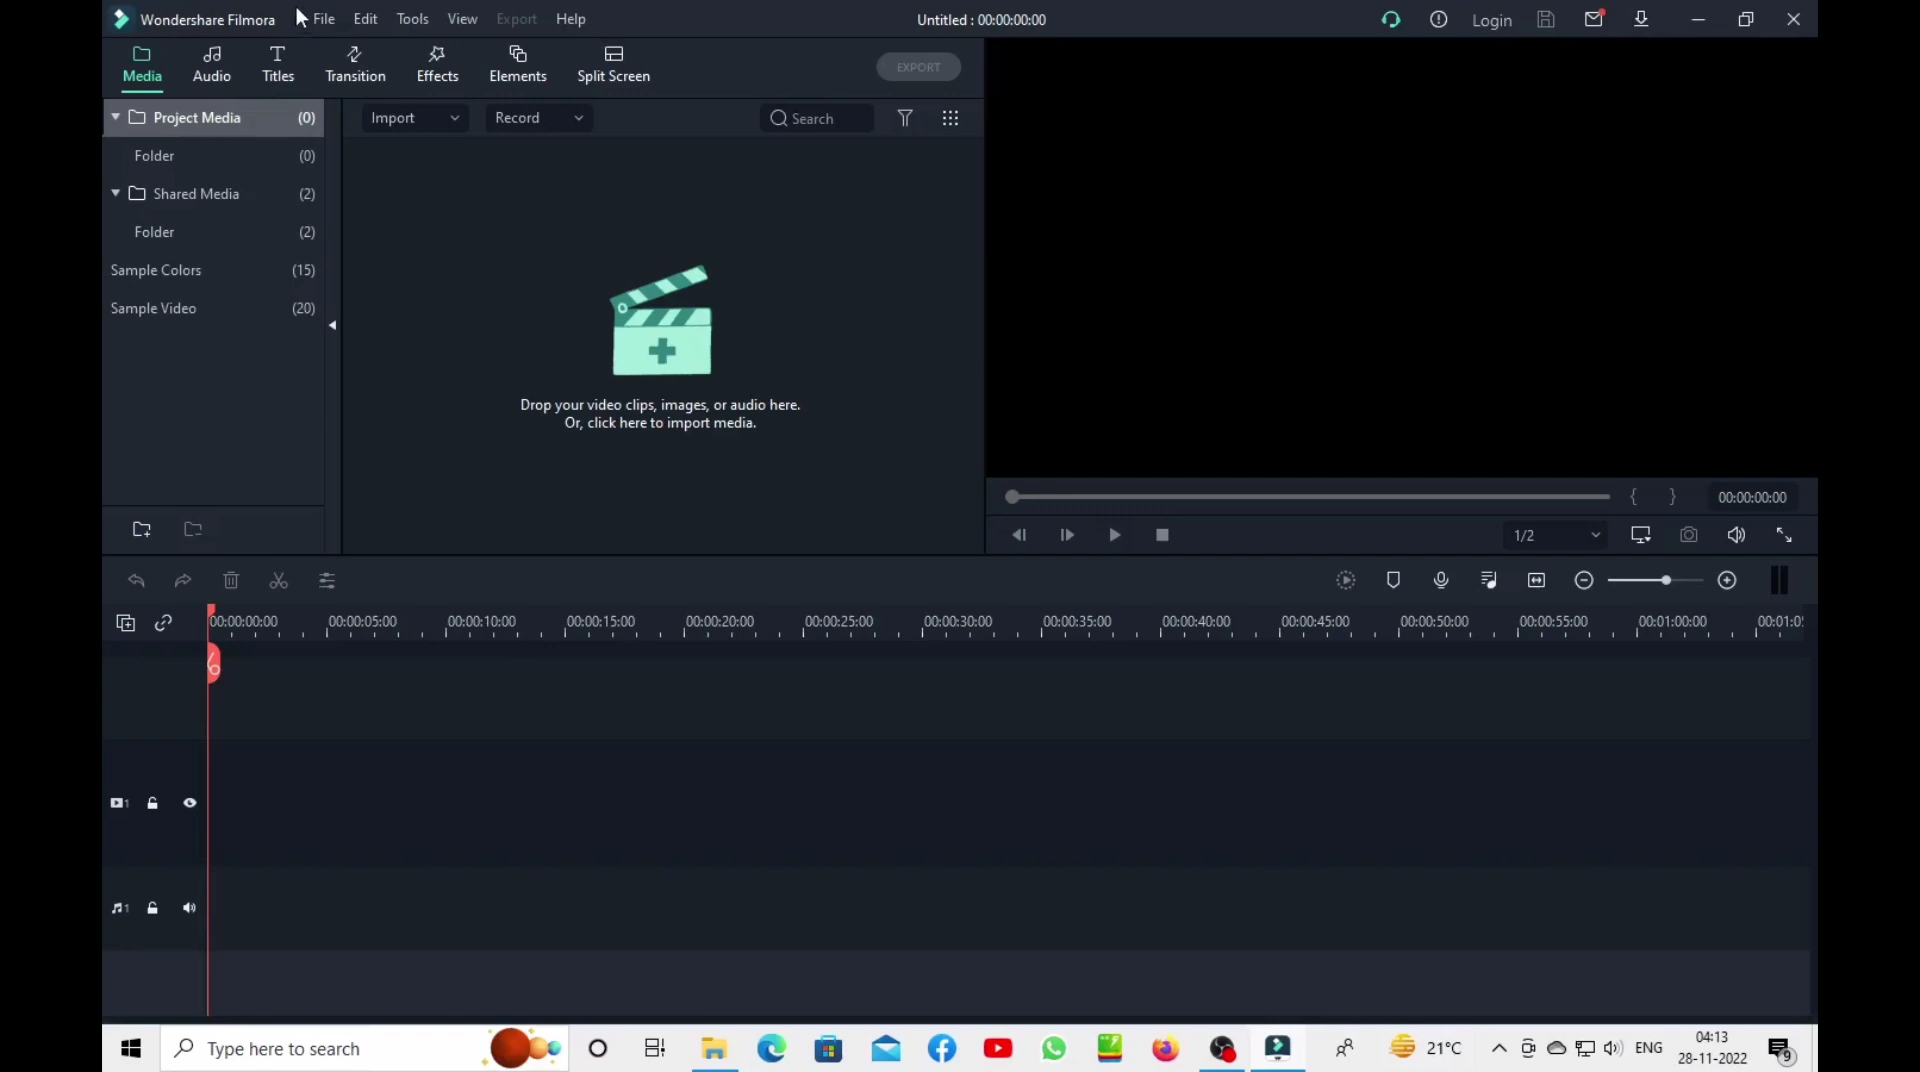 Wondershare Filmora File Edit Tools View Export Help Untitled : 00:00:00:00 Login
Media Audio Titles Transition Effects Elements Split Screen EXPORT
Project Media (0) Import Record Search
Folder (0)
Shared Media (2)
Folder (2)
Sample Colors (15)
Sample Video (20)
Drop your video clips, images, or audio here.
Or, click here to import media.
{ } 00:00:00:00
1/2
00:00:00:00 00:00:05:00 00:00:10:00 00:00:15:00 00:00:20:00 00:00:25:00 00:00:30:00 00:00:35:00 00:00:40:00 00:00:45:00 00:00:50:00 00:00:55:00 00:01:00:00
1
1
Type here to search 21°C ENG 04:13
28-11-2022 9